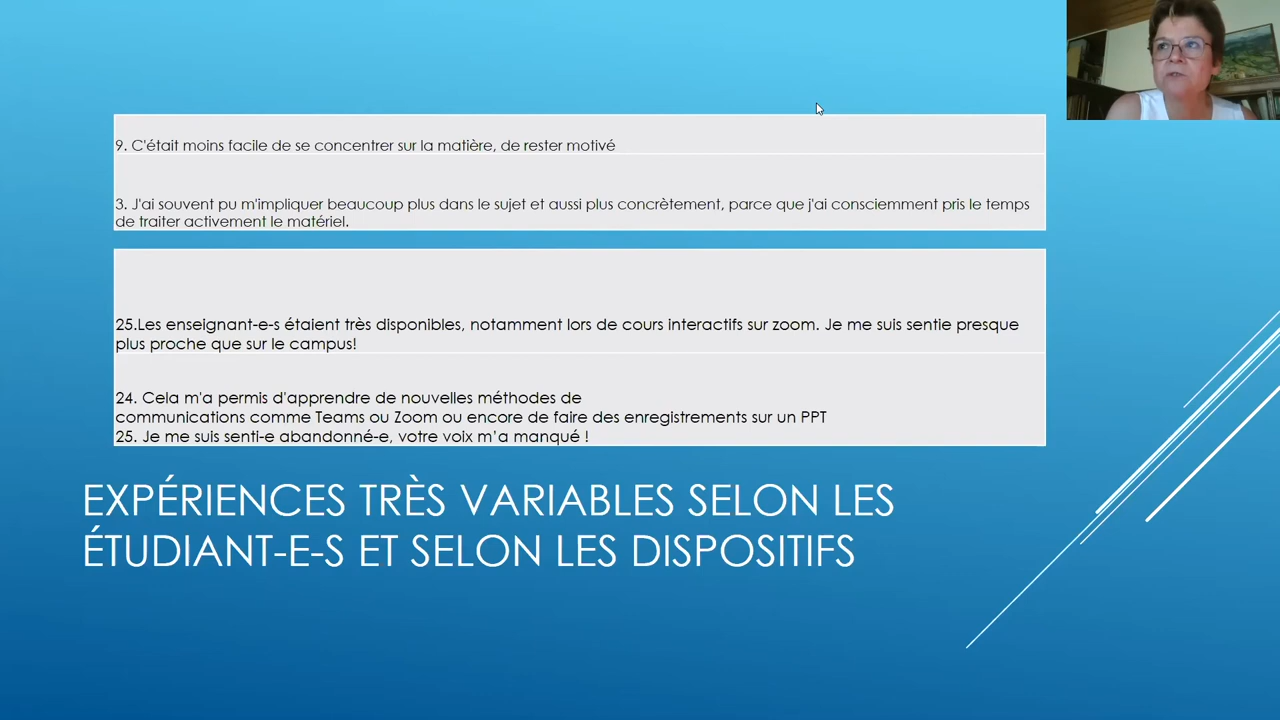 9. C'était moins facile de se concentrer sur la matière, de rester motivé
3. J'ai souvent pu m'impliquer beaucoup plus dans le sujet et aussi plus concrètement, parce que j'ai consciemment pris le temps
de traiter activement le matériel.
25.Les enseignant-e-s étaient très disponibles, notamment lors de cours interactifs sur zoom. Je me suis sentie presque
plus proche que sur le campus!
24. Cela m'a permis d'apprendre de nouvelles méthodes de
communications comme Teams ou Zoom ou encore de faire des enregistrements sur un PPT
25. Je me suis senti-e abandonné-e, votre voix m'a manqué !
EXPÉRIENCES TRÈS VARIABLES SELON LES
ÉTUDIANT-E-S ET SELON LES DISPOSITIFS